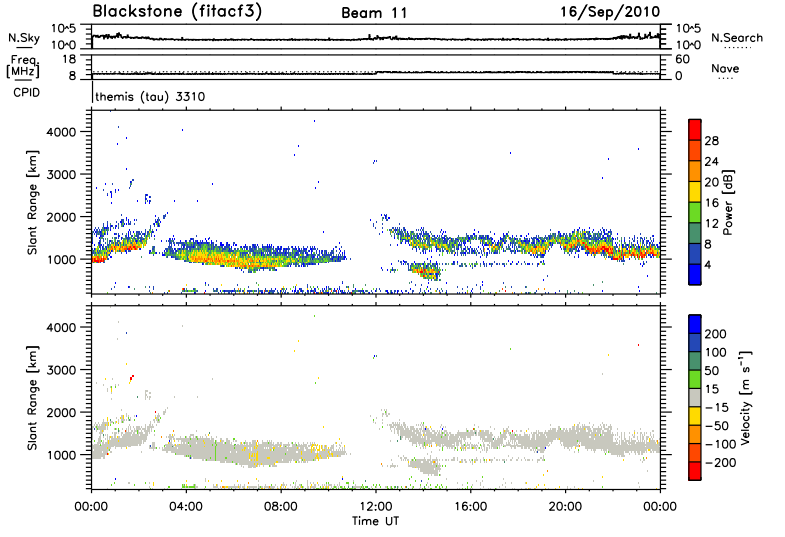 Blackstone (fitacf3) Beam 11 16/Sep/2010
N.Sky 10^5 10^0 10^5 10^0 N.Search
Freq. [MHz] 18 8 60 0 Nave
CPID themis (tau) 3310
Slant Range [km] 4000 3000 2000 1000
28 24 20 16 12 8 4 Power [dB]
Slant Range [km] 4000 3000 2000 1000
200 100 50 15 -15 -50 -100 -200 Velocity [m s⁻¹]
00:00 04:00 08:00 12:00 16:00 20:00 00:00
Time UT